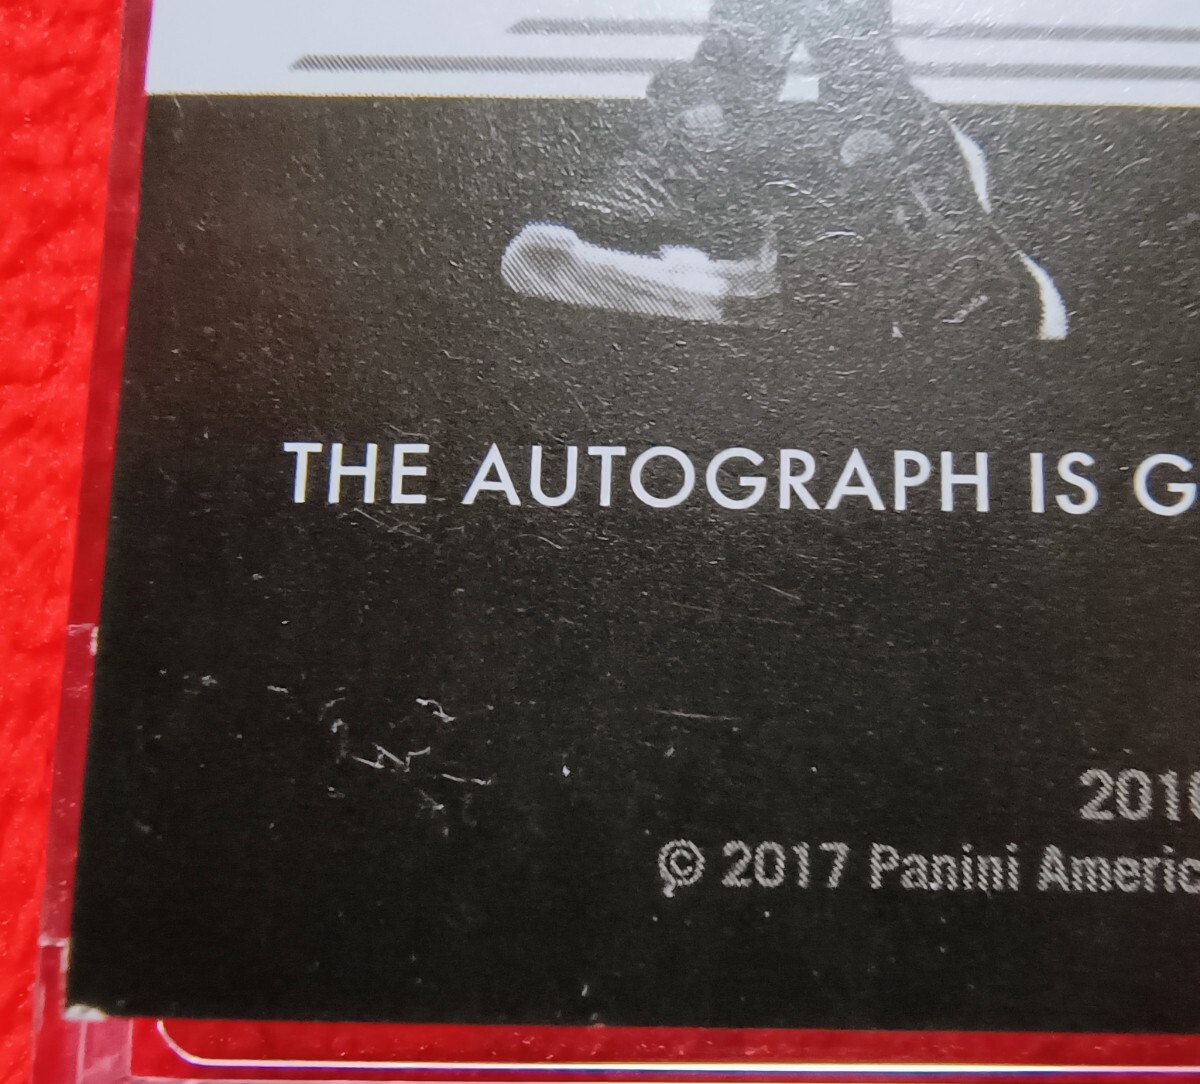 THE AUTOGRAPH IS G
201
© 2017 Panini Americ